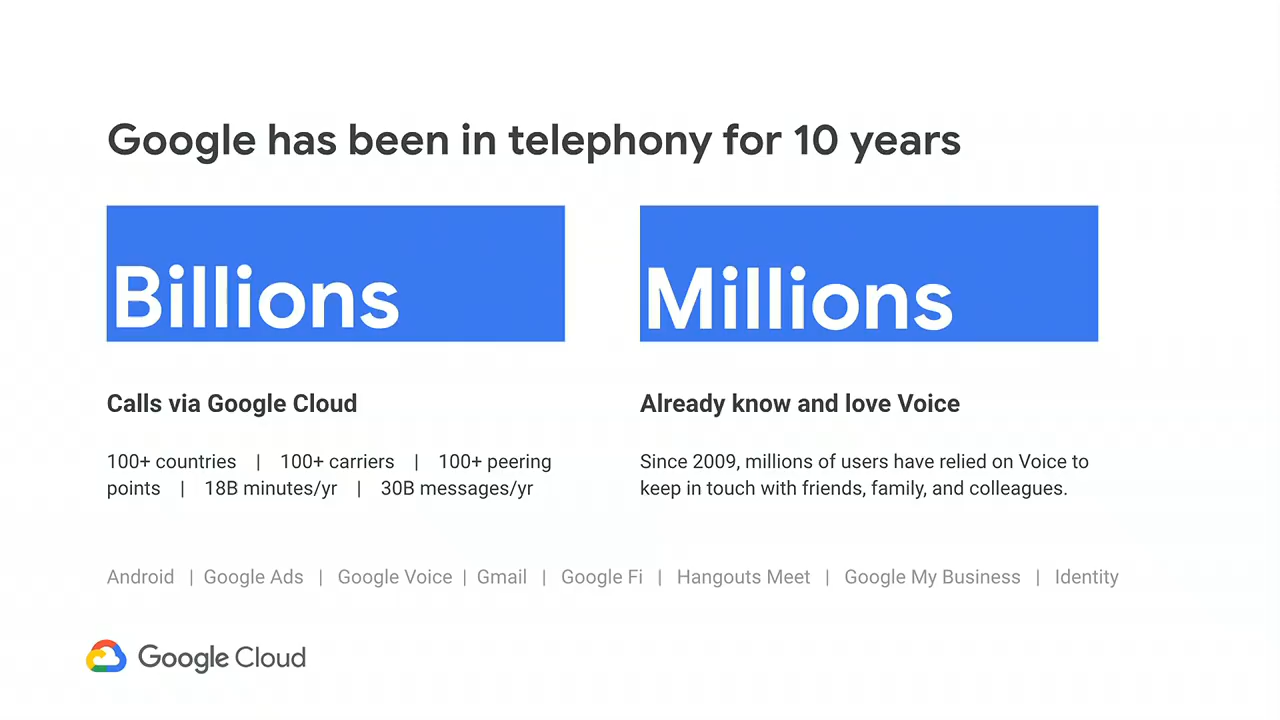 Google has been in telephony for 10 years
Billions
Calls via Google Cloud
100+ countries | 100+ carriers | 100+ peering
points | 18B minutes/yr | 30B messages/yr
Millions
Already know and love Voice
Since 2009, millions of users have relied on Voice to
keep in touch with friends, family, and colleagues.
Android | Google Ads | Google Voice | Gmail | Google Fi | Hangouts Meet | Google My Business | Identity
Google Cloud